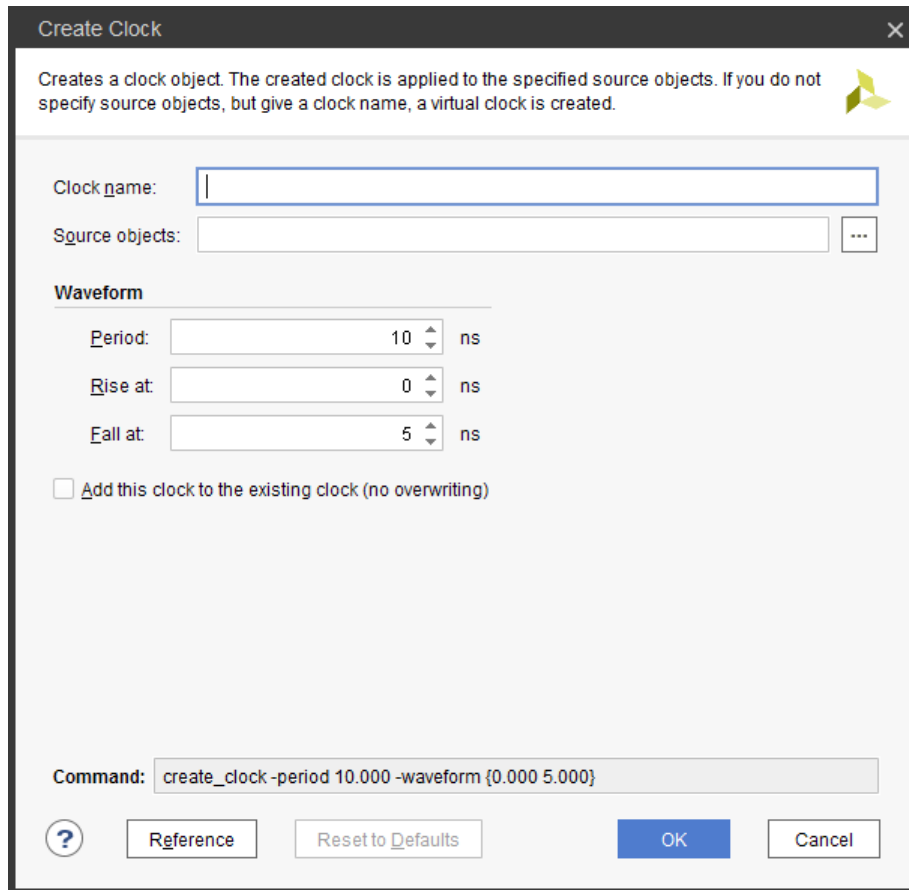 Create Clock
Creates a clock object. The created clock is applied to the specified source objects. If you do not
specify source objects, but give a clock name, a virtual clock is created.
Clock name:
Source objects: ...
Waveform
Period: 10 ns
Rise at: 0 ns
Fall at: 5 ns
Add this clock to the existing clock (no overwriting)
Command: create_clock -period 10.000 -waveform {0.000 5.000}
? Reference Reset to Defaults OK Cancel